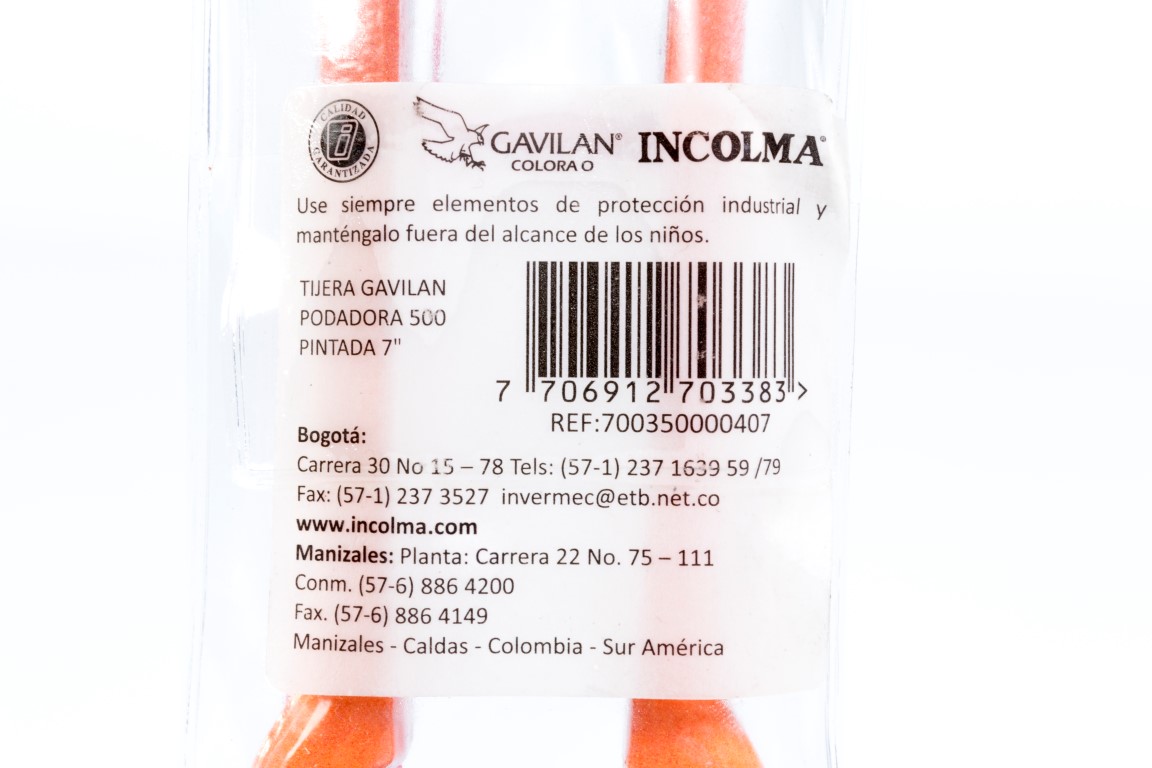 CALIDAD
GARANTIZADA
i
GAVILAN®
COLORAO
INCOLMA®
Use siempre elementos de protección industrial y
manténgalo fuera del alcance de los niños.
TIJERA GAVILAN
PODADORA 500
PINTADA 7"
7 706912 703383 >
REF:700350000407
Bogotá:
Carrera 30 No 15 – 78 Tels: (57-1) 237 1639 59 /79
Fax: (57-1) 237 3527 invermec@etb.net.co
www.incolma.com
Manizales: Planta: Carrera 22 No. 75 – 111
Conm. (57-6) 886 4200
Fax. (57-6) 886 4149
Manizales - Caldas - Colombia - Sur América